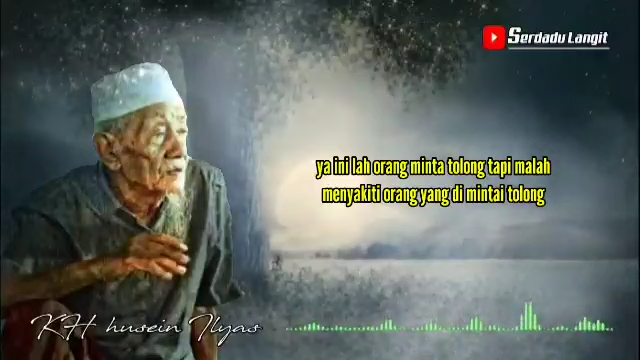 Serdadu Langit
ya ini lah orang minta tolong tapi malah
menyakiti orang yang di mintai tolong
KH husein Ilyas